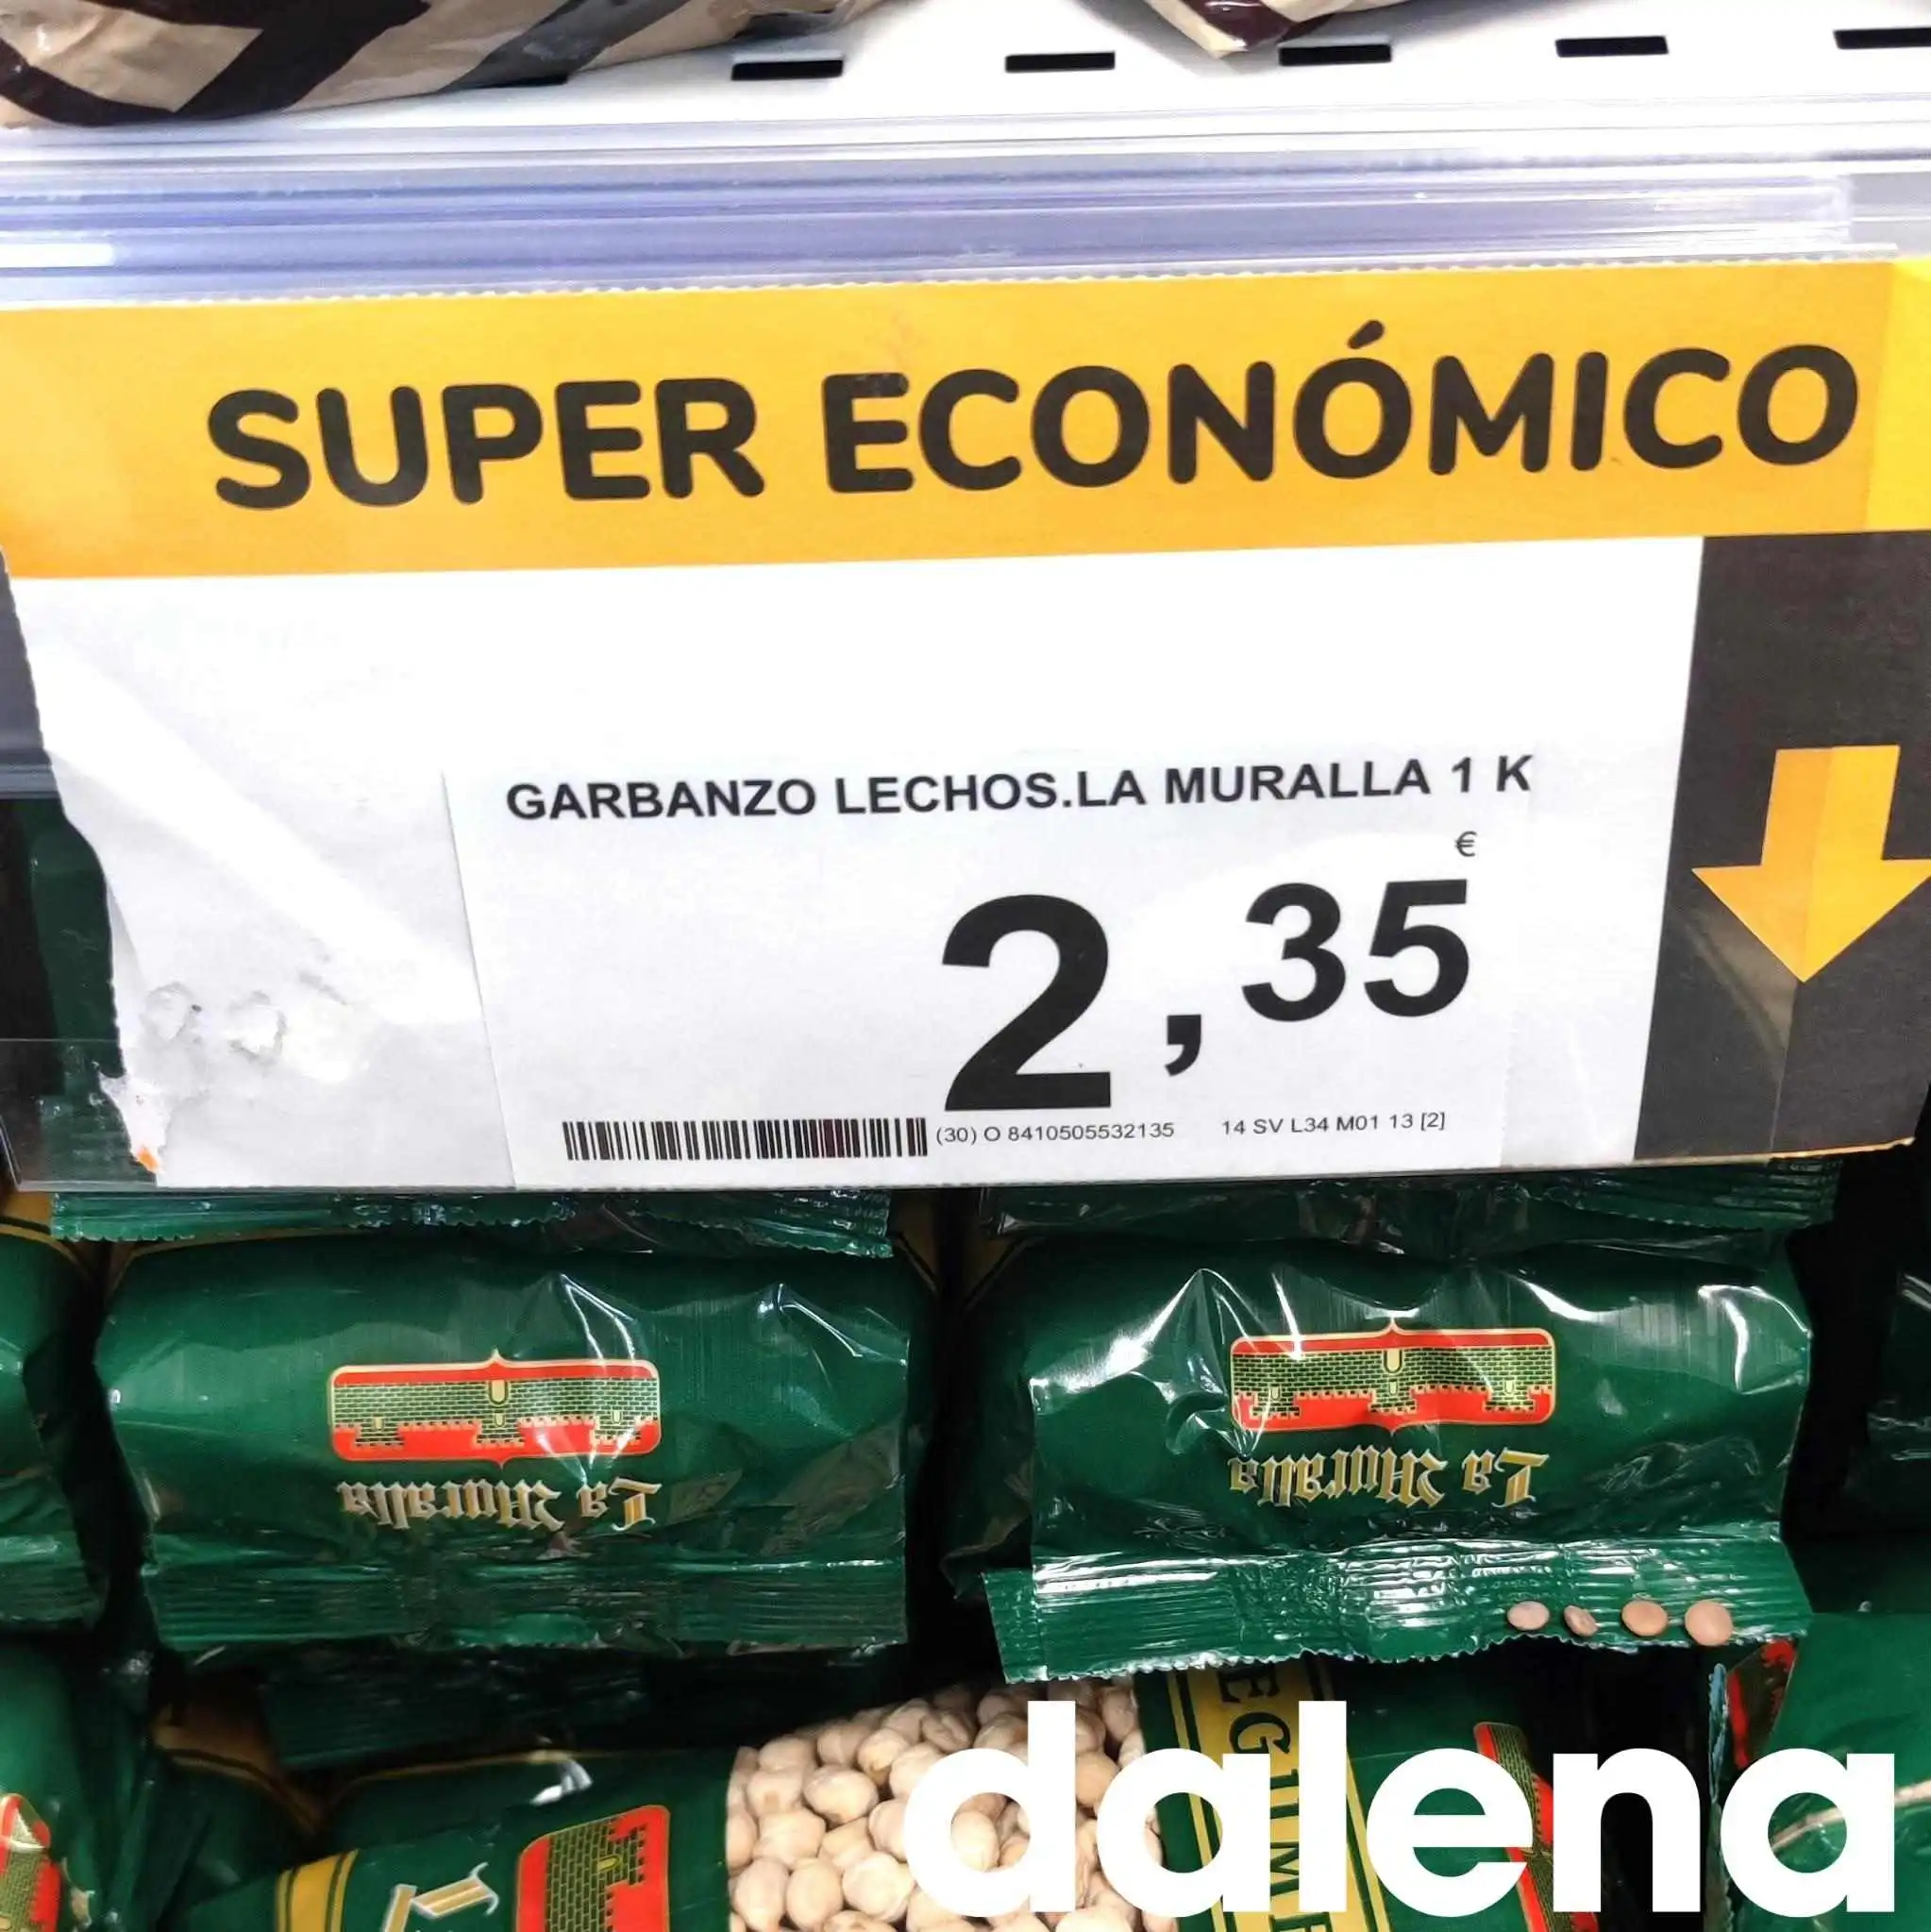 SUPER ECONÓMICO
GARBANZO LECHOS.LA MURALLA 1 K
€
2,35
(30) O 8410505532135 14 SV L34 M01 13 [2]
La Muralla
La Muralla
dalena